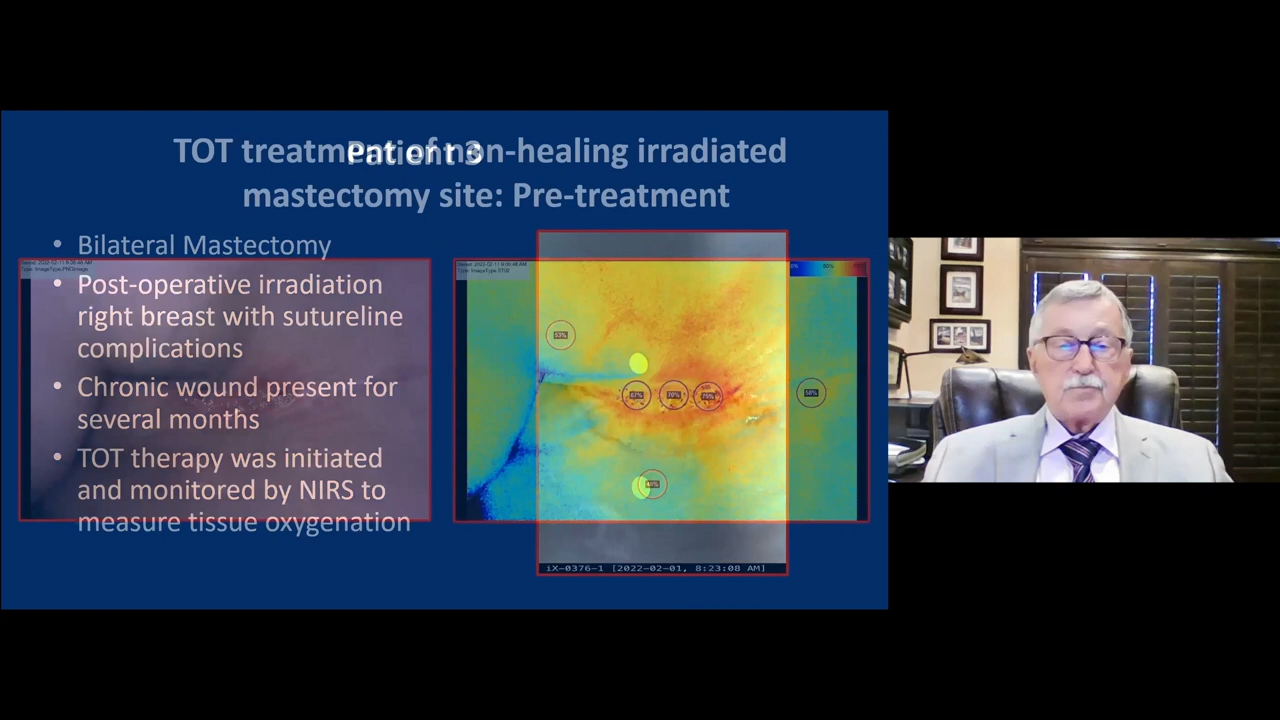 TOT treatment of non-healing irradiated
Patient 3
mastectomy site: Pre-treatment
• Bilateral Mastectomy
• Post-operative irradiation
right breast with sutureline
complications
• Chronic wound present for
several months
• TOT therapy was initiated
and monitored by NIRS to
measure tissue oxygenation
iX-0376-1 [2022-02-01, 8:23:08 AM]